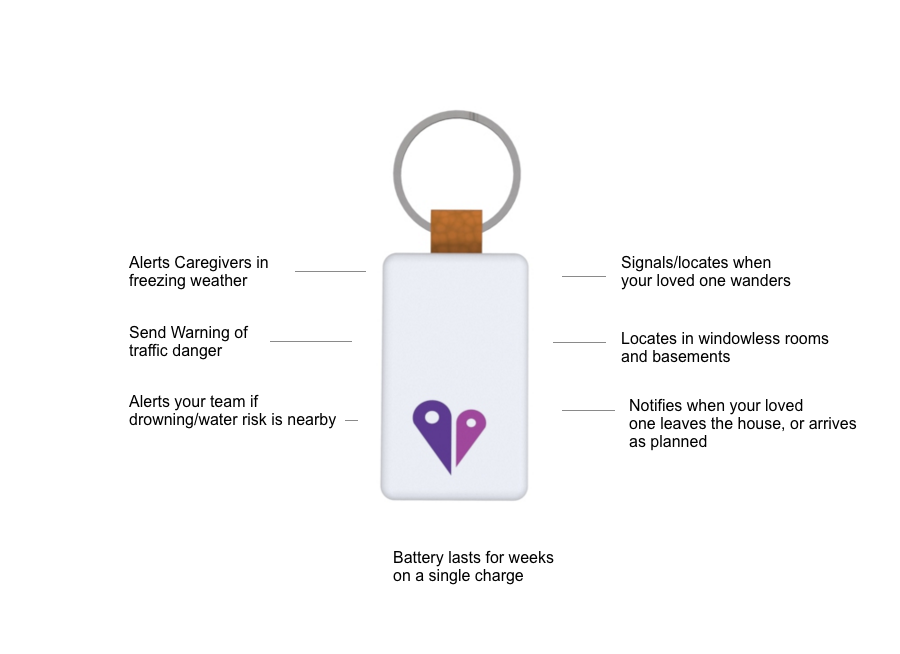 Alerts Caregivers in
freezing weather
Send Warning of
traffic danger
Alerts your team if
drowning/water risk is nearby
Signals/locates when
your loved one wanders
Locates in windowless rooms
and basements
Notifies when your loved
one leaves the house, or arrives
as planned
Battery lasts for weeks
on a single charge